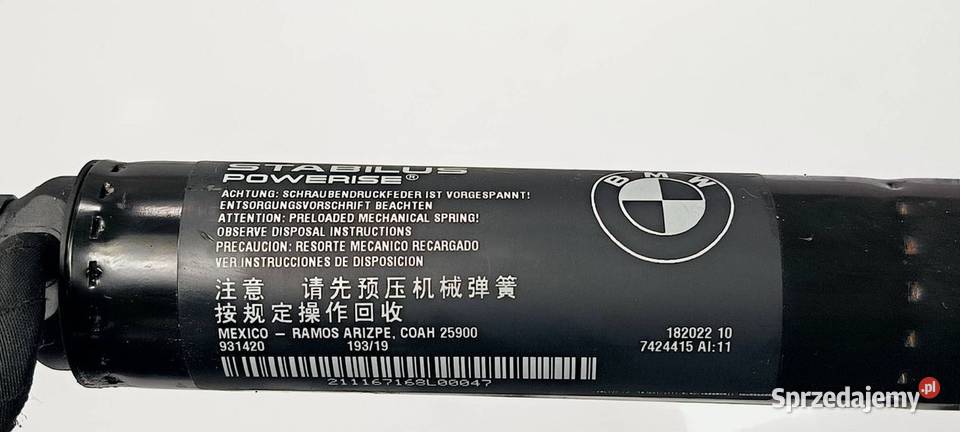 STABILUS
POWERISE®
ACHTUNG: SCHRAUBENDRUCKFEDER IST VORGESPANNT!
ENTSORGUNGSVORSCHRIFT BEACHTEN
ATTENTION: PRELOADED MECHANICAL SPRING!
OBSERVE DISPOSAL INSTRUCTIONS
PRECAUCION: RESORTE MECANICO RECARGADO
VER INSTRUCCIONES DE DISPOSICION
注意 请先预压机械弹簧
按规定操作回收
MEXICO – RAMOS ARIZPE, COAH 25900
931420 193/19
211167168L00047
BMW
182022 10
7424415 AI:11
Sprzedajemy.pl